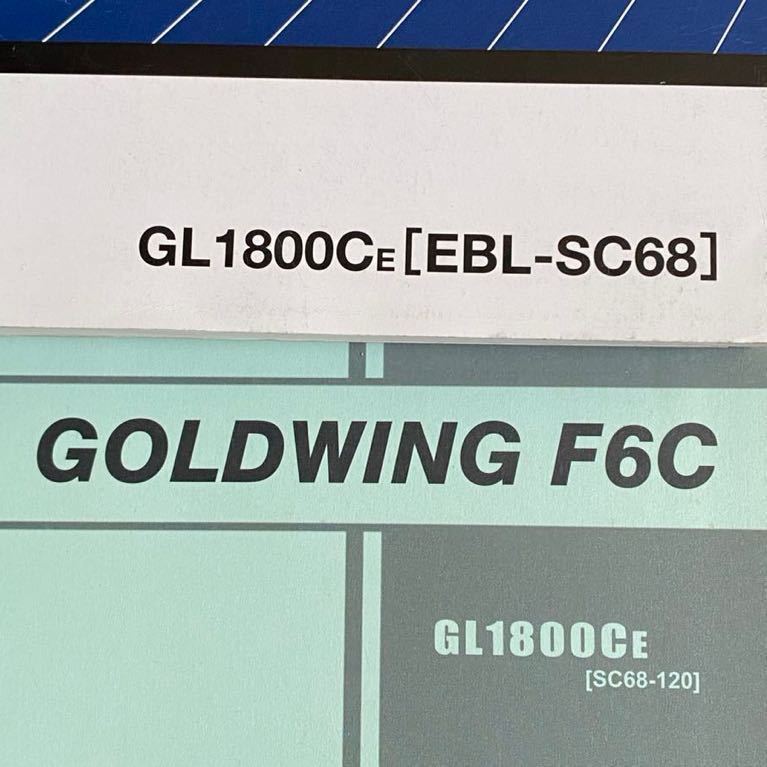 GL1800CE[EBL-SC68]
GOLDWING F6C
GL1800CE
[SC68-120]